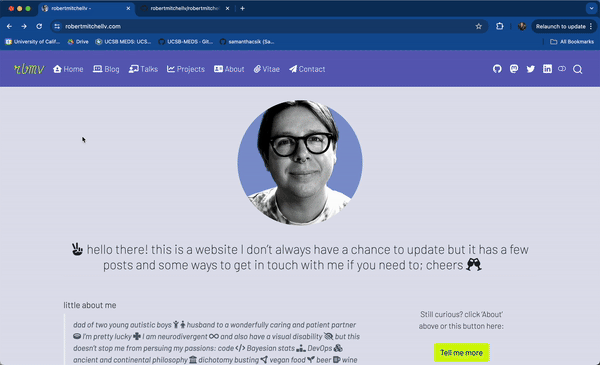 robertmitchellv -
robertmitchellv/robertmitchellv
robertmitchellv.com
Relaunch to update
University of Calif...
Drive
UCSB MEDS: UCS...
UCSB-MEDS · Git...
samanthacsik (Sa...
All Bookmarks
rbmv
Home
Blog
Talks
Projects
About
Vitae
Contact
hello there! this is a website I don't always have a chance to update but it has a few
posts and some ways to get in touch with me if you need to; cheers
little about me
dad of two young autistic boys husband to a wonderfully caring and patient partner
I'm pretty lucky I am neurodivergent and also have a visual disability but this
doesn't stop me from persuing my passions: code Bayesian stats DevOps
ancient and continental philosophy dichotomy busting vegan food beer wine
Still curious? click 'About'
above or this button here:
Tell me more